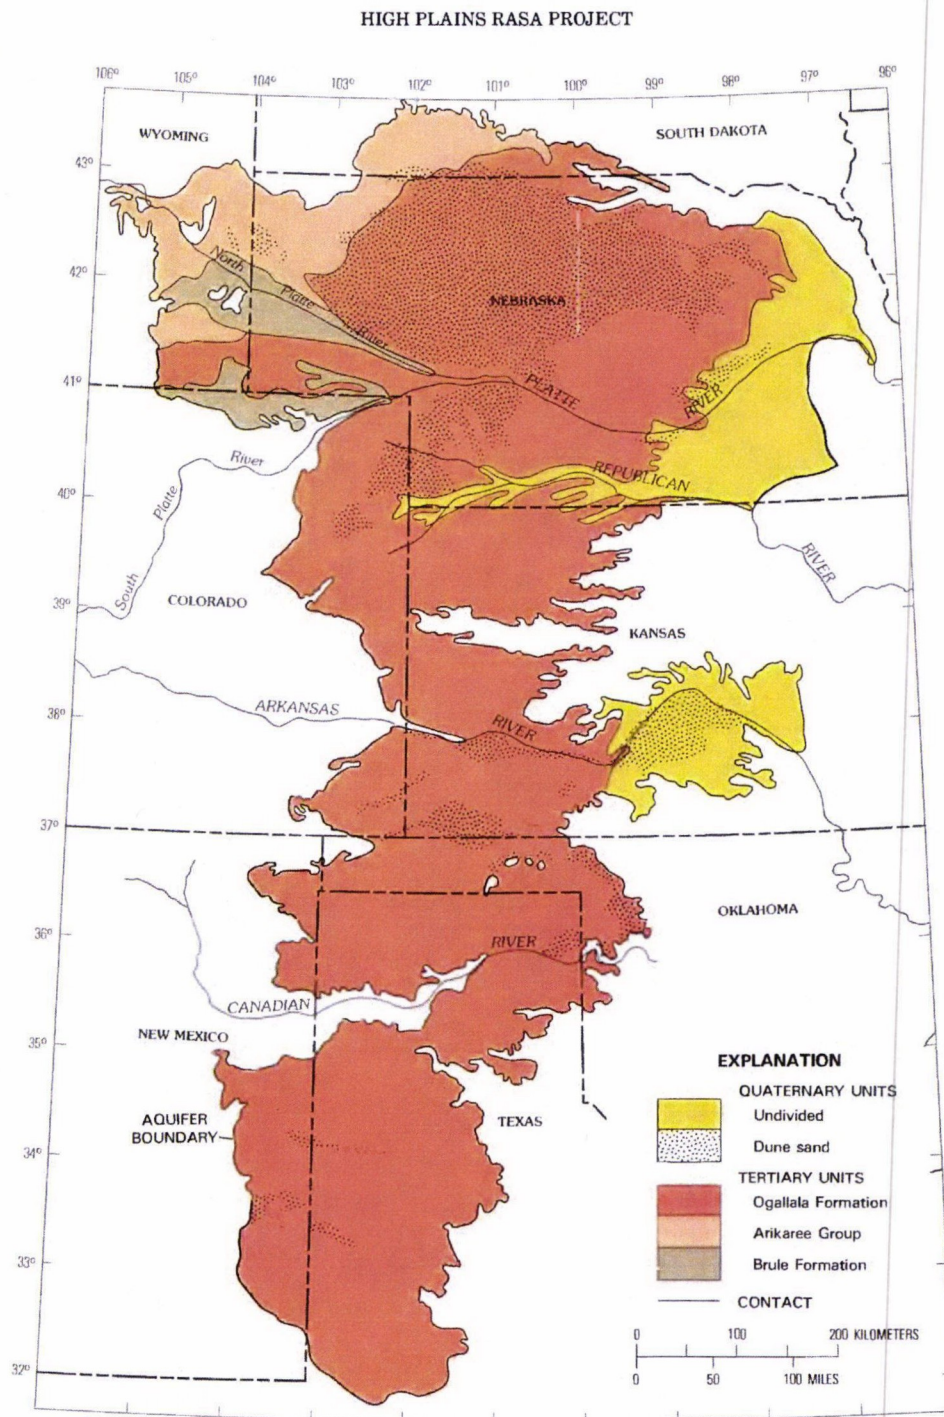 HIGH PLAINS RASA PROJECT
106° 105° 104° 103° 102° 101° 100° 99° 98° 97° 96°
WYOMING
SOUTH DAKOTA
43°
42°
North Platte River
NEBRASKA
41°
PLATTE RIVER
South Platte River
REPUBLICAN RIVER
40°
39°
COLORADO
KANSAS
ARKANSAS RIVER
38°
37°
OKLAHOMA
36°
CANADIAN RIVER
NEW MEXICO
35°
TEXAS
AQUIFER
BOUNDARY
34°
33°
32°
EXPLANATION
QUATERNARY UNITS
Undivided
Dune sand
TERTIARY UNITS
Ogallala Formation
Arikaree Group
Brule Formation
CONTACT
0 100 200 KILOMETERS
0 50 100 MILES